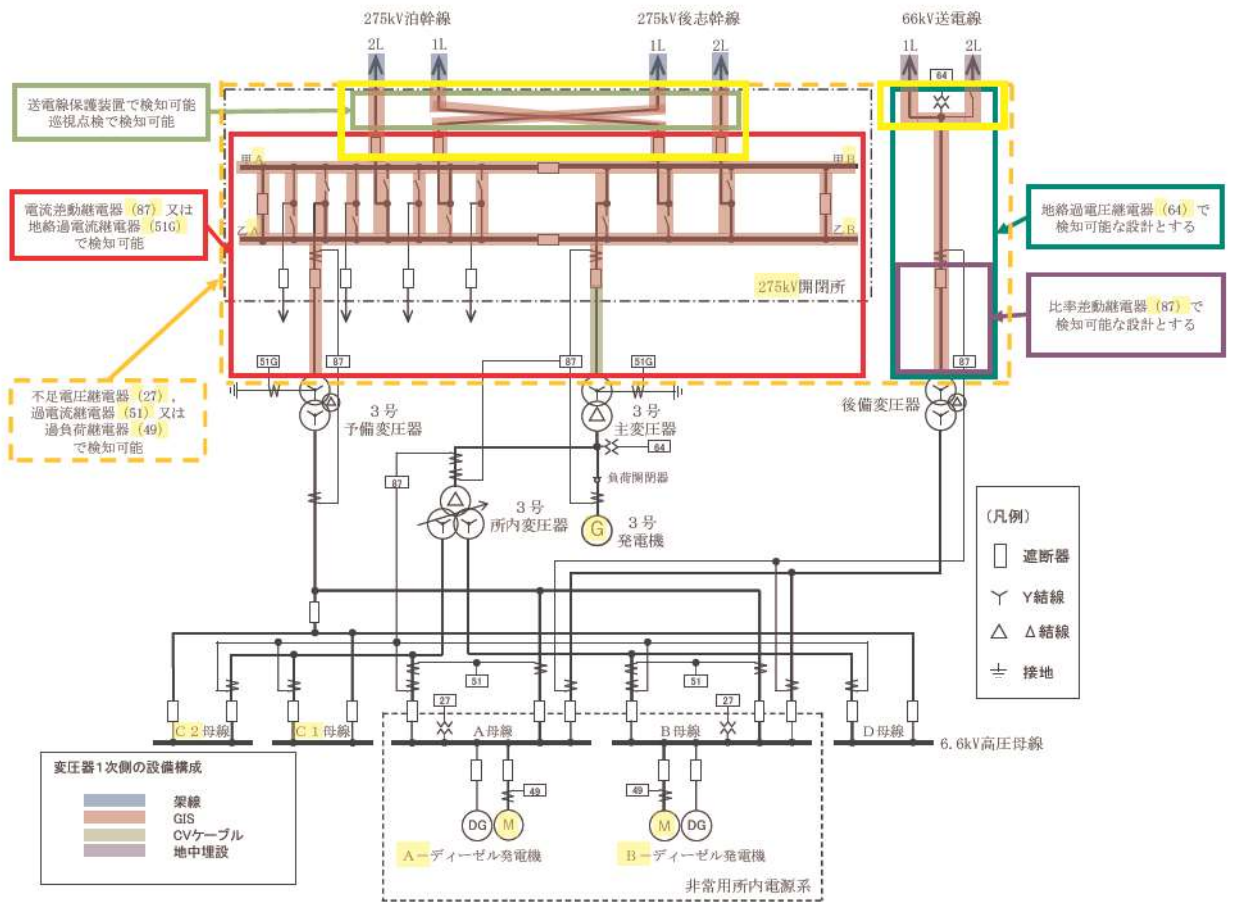 275kV泊幹線
275kV後志幹線
66kV送電線
2L
1L
1L
2L
1L
2L
64
送電線保護装置で検知可能
巡視点検で検知可能
甲A
甲B
電流差動継電器 (87) 又は
地絡過電流継電器 (51G)
で検知可能
地絡過電圧継電器 (64) で
検知可能な設計とする
乙A
乙B
275kV開閉所
比率差動継電器 (87) で
検知可能な設計とする
51G
87
87
51G
87
不足電圧継電器 (27),
過電流継電器 (51) 又は
過負荷継電器 (49)
で検知可能
3号
予備変圧器
3号
主変圧器
後備変圧器
64
87
負荷開閉器
3号
所内変圧器
G
3号
発電機
(凡例)
遮断器
Y結線
Δ結線
接地
51
51
27
27
C2母線
C1母線
A母線
B母線
D母線
6.6kV高圧母線
変圧器1次側の設備構成
架線
GIS
CVケーブル
地中埋設
49
49
DG
M
M
DG
A-ディーゼル発電機
B-ディーゼル発電機
非常用所内電源系